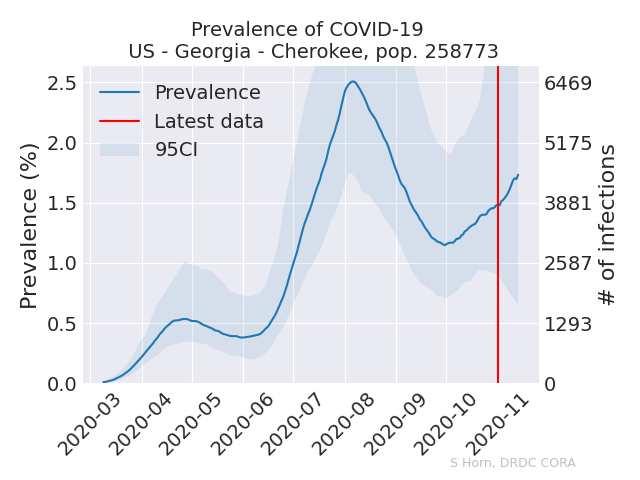 Prevalence of COVID-19
US - Georgia - Cherokee, pop. 258773
Prevalence
Latest data
95CI
Prevalence (%)
2.5
2.0
1.5
1.0
0.5
0.0
6469
5175
3881
2587
1293
0
# of infections
2020-03
2020-04
2020-05
2020-06
2020-07
2020-08
2020-09
2020-10
2020-11
S Horn, DRDC CORA